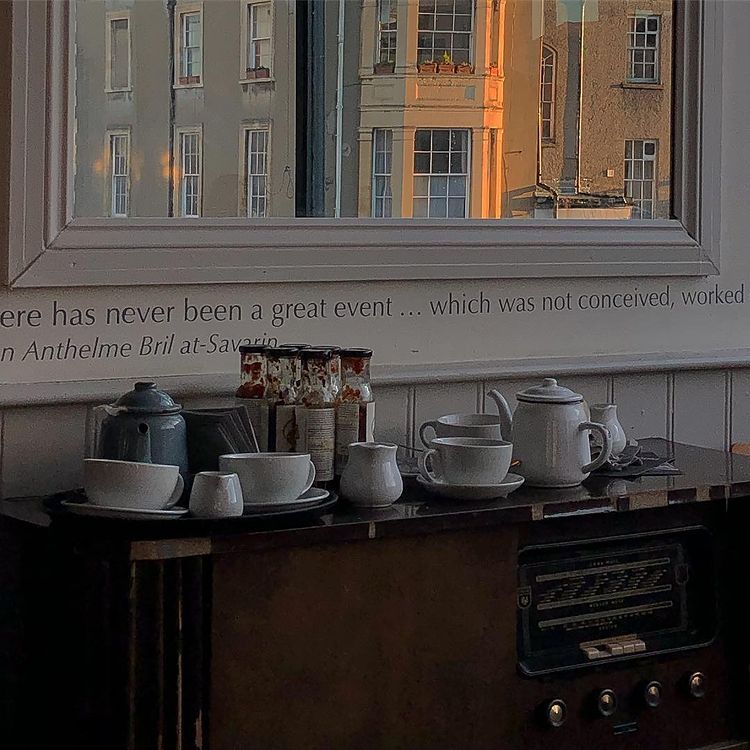 ere has never been a great event ... which was not conceived, worked
n Anthelme Bril at-Savarin